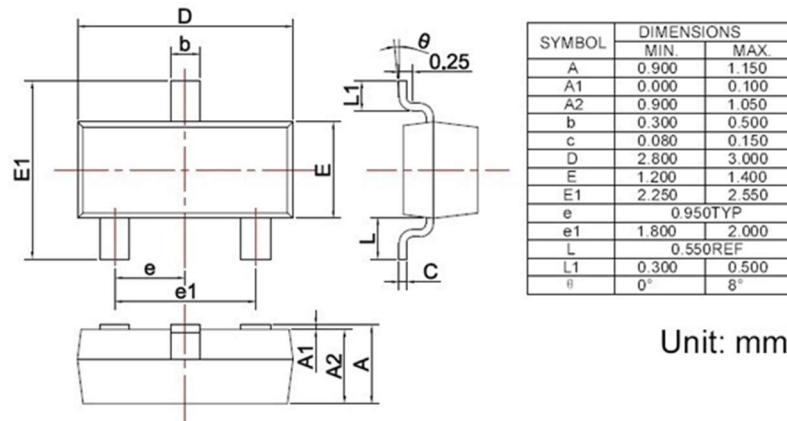 D
b
θ
0.25
L1
E1
E
L
C
e
e1
A1
A2
A
SYMBOL DIMENSIONS
MIN. MAX.
A 0.900 1.150
A1 0.000 0.100
A2 0.900 1.050
b 0.300 0.500
c 0.080 0.150
D 2.800 3.000
E 1.200 1.400
E1 2.250 2.550
e 0.950TYP
e1 1.800 2.000
L 0.550REF
L1 0.300 0.500
θ 0° 8°
Unit: mm